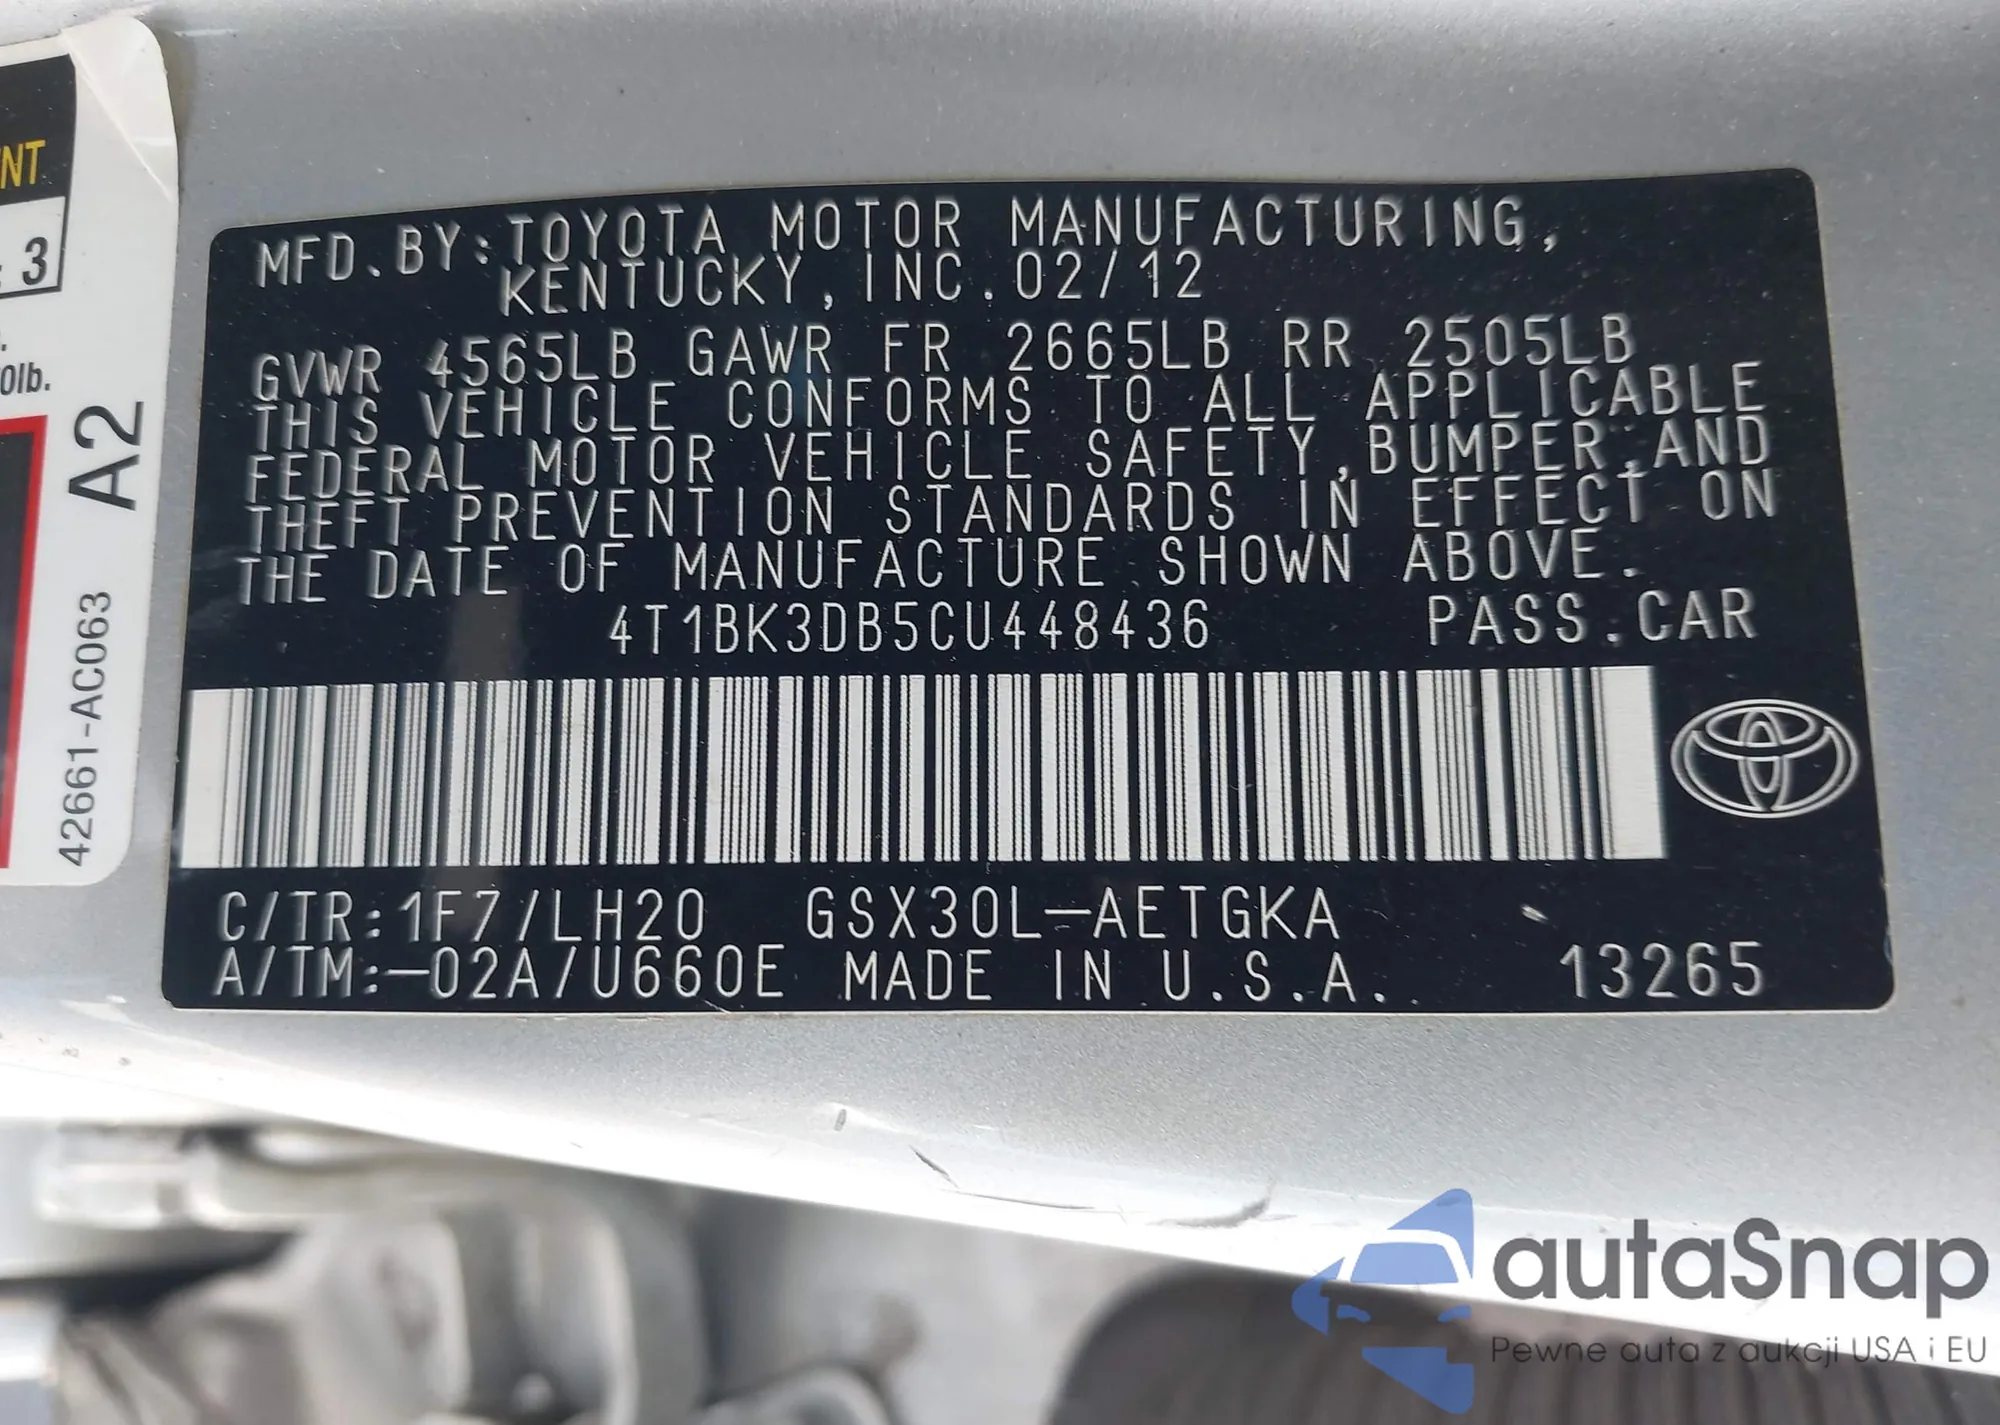 MFD.BY:TOYOTA MOTOR MANUFACTURING,
KENTUCKY,INC.02/12
GVWR 4565LB GAWR FR 2665LB RR 2505LB
THIS VEHICLE CONFORMS TO ALL APPLICABLE
FEDERAL MOTOR VEHICLE SAFETY,BUMPER,AND
THEFT PREVENTION STANDARDS IN EFFECT ON
THE DATE OF MANUFACTURE SHOWN ABOVE.
4T1BK3DB5CU448436 PASS.CAR
C/TR:1F7/LH20 GSX30L-AETGKA
A/TM:-02A/U660E MADE IN U.S.A. 13265
3
0lb.
A2
42661-AC063
autaSnap
Pewne auta z aukcji USA i EU